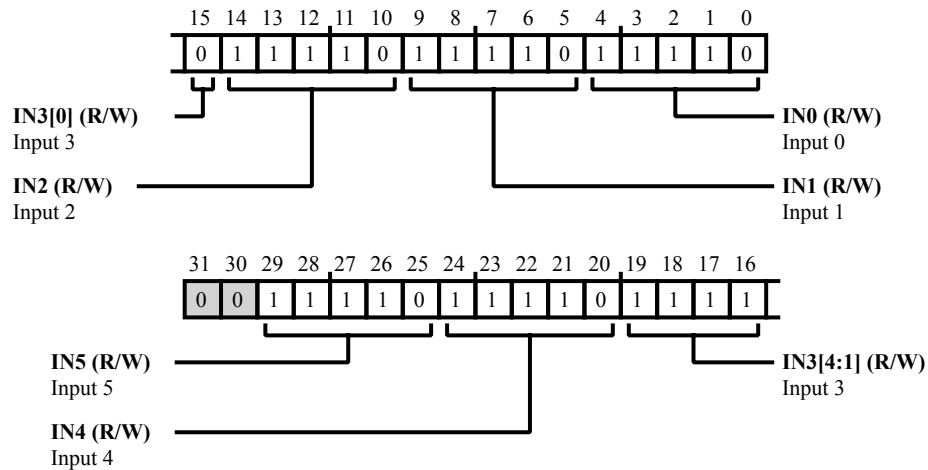 15 14 13 12 11 10 9 8 7 6 5 4 3 2 1 0
0 1 1 1 1 0 1 1 1 1 0 1 1 1 1 0
IN3[0] (R/W)
Input 3
IN0 (R/W)
Input 0
IN2 (R/W)
Input 2
IN1 (R/W)
Input 1
31 30 29 28 27 26 25 24 23 22 21 20 19 18 17 16
0 0 1 1 1 1 0 1 1 1 1 0 1 1 1 1
IN5 (R/W)
Input 5
IN3[4:1] (R/W)
Input 3
IN4 (R/W)
Input 4